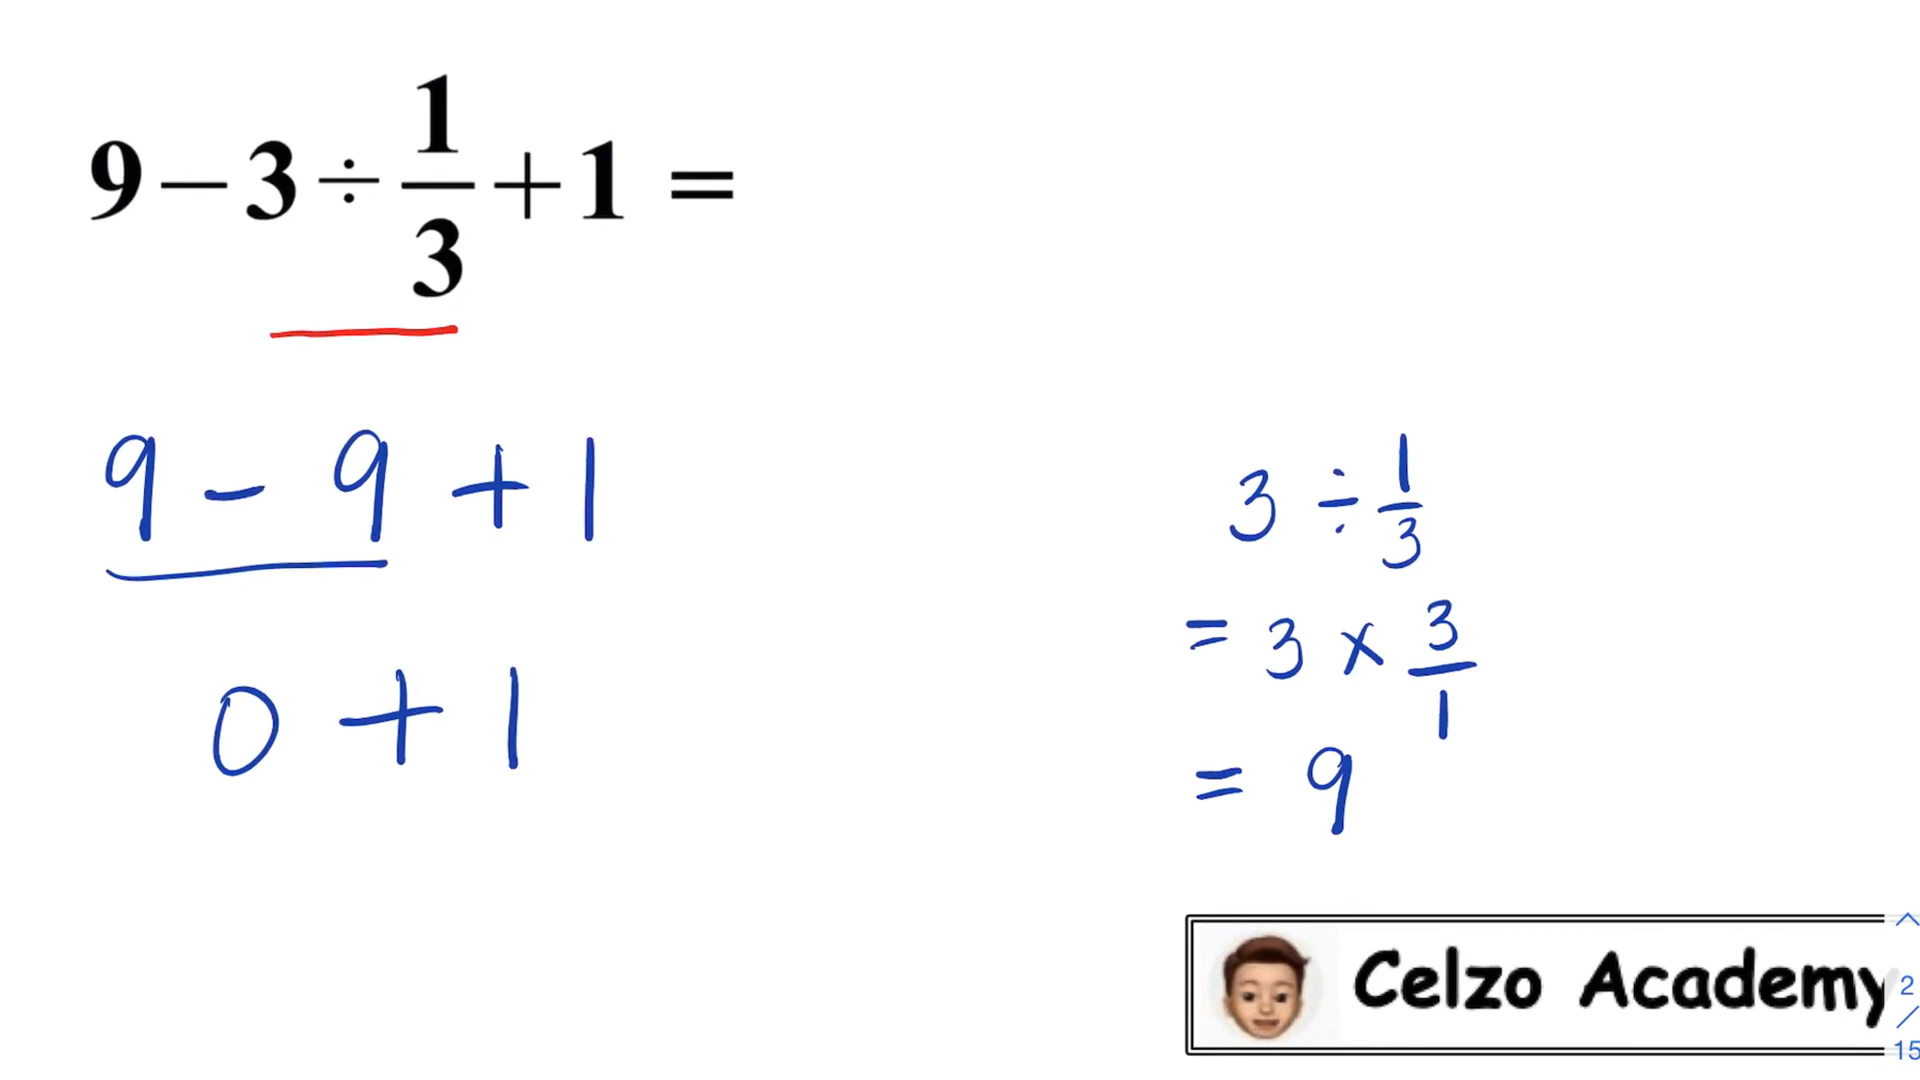 9 − 3 ÷ 1/3 + 1 =
9 - 9 + 1
0 + 1
3 ÷ 1/3
= 3 × 3/1
= 9
Celzo Academy
2
/
15